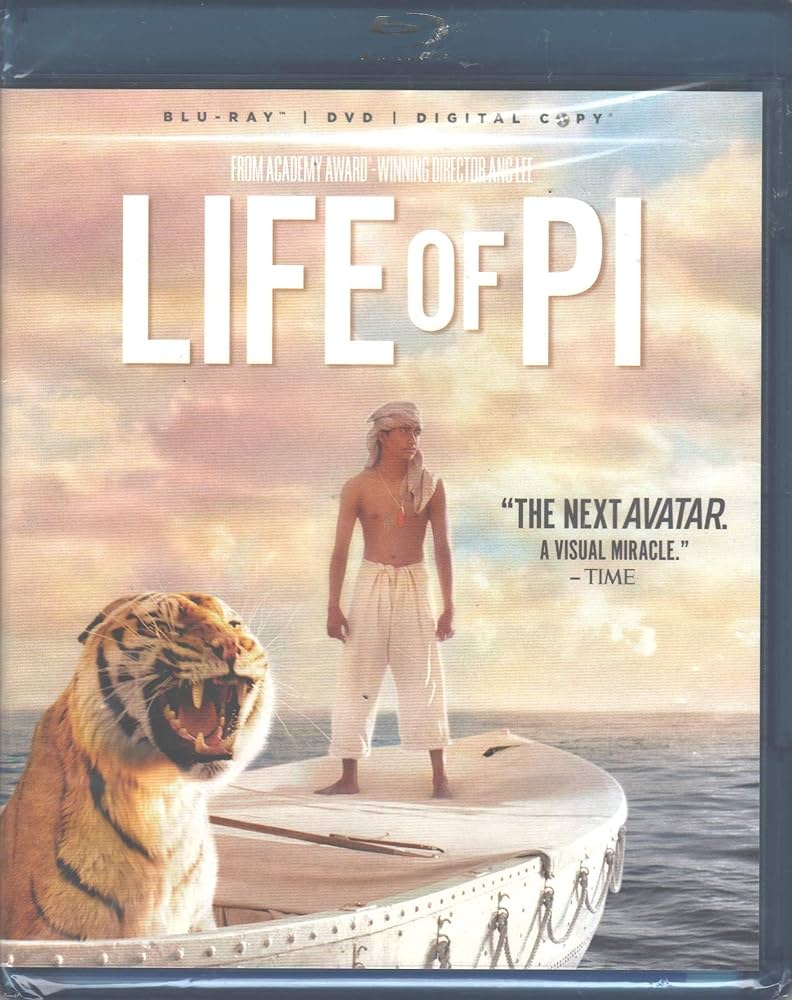 BLU-RAY™ | DVD | DIGITAL COPY
FROM ACADEMY AWARD®-WINNING DIRECTOR ANG LEE
LIFE OF PI
“THE NEXT AVATAR.
A VISUAL MIRACLE.”
– TIME